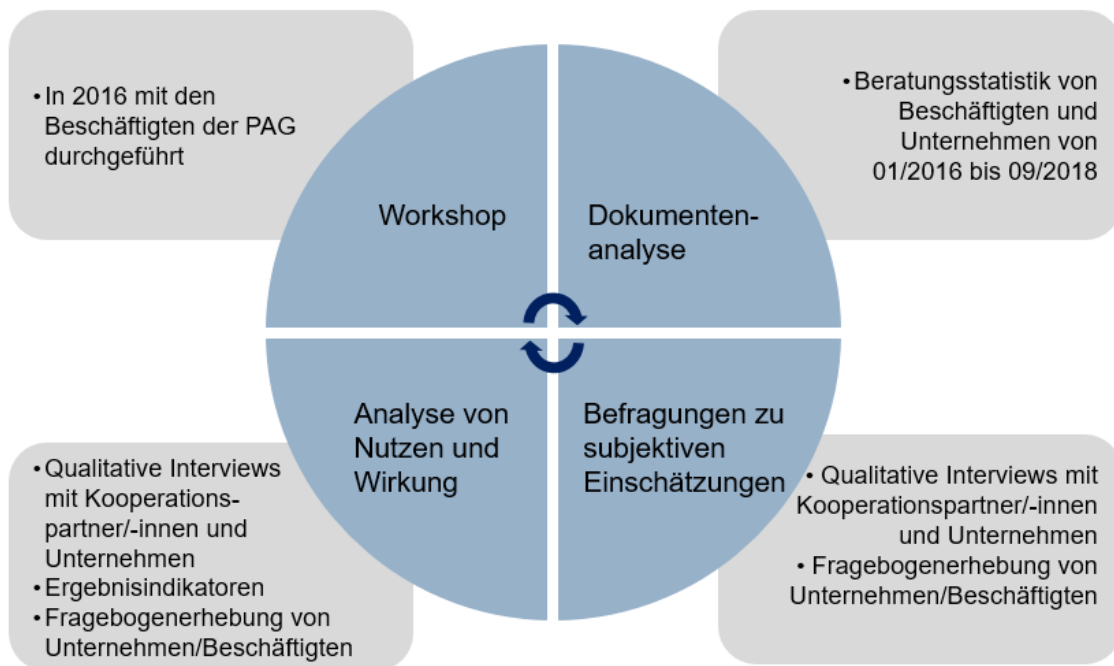 • In 2016 mit den
Beschäftigten der PAG
durchgeführt
• Beratungsstatistik von
Beschäftigten und
Unternehmen von
01/2016 bis 09/2018
Workshop
Dokumenten-
analyse
Analyse von
Nutzen und
Wirkung
Befragungen zu
subjektiven
Einschätzungen
• Qualitative Interviews
mit Kooperations-
partner/-innen und
Unternehmen
• Ergebnisindikatoren
• Fragebogenerhebung von
Unternehmen/Beschäftigten
• Qualitative Interviews mit
Kooperationspartner/-innen
und Unternehmen
• Fragebogenerhebung von
Unternehmen/Beschäftigten